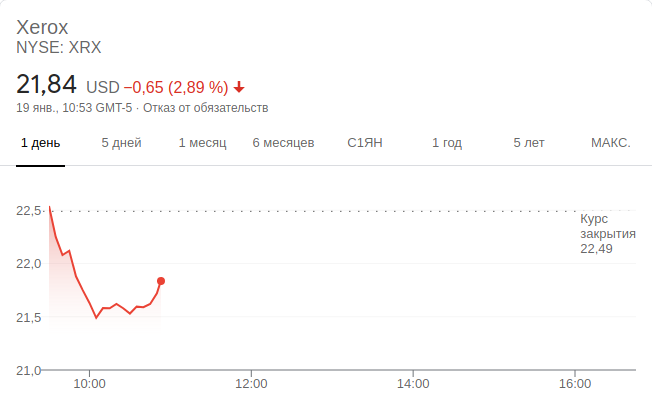 Xerox
NYSE: XRX
21,84 USD −0,65 (2,89 %)
19 янв., 10:53 GMT-5 · Отказ от обязательств
1 день 5 дней 1 месяц 6 месяцев С1ЯН 1 год 5 лет МАКС.
22,5
Курс
закрытия
22,49
22,0
21,5
21,0
10:00 12:00 14:00 16:00